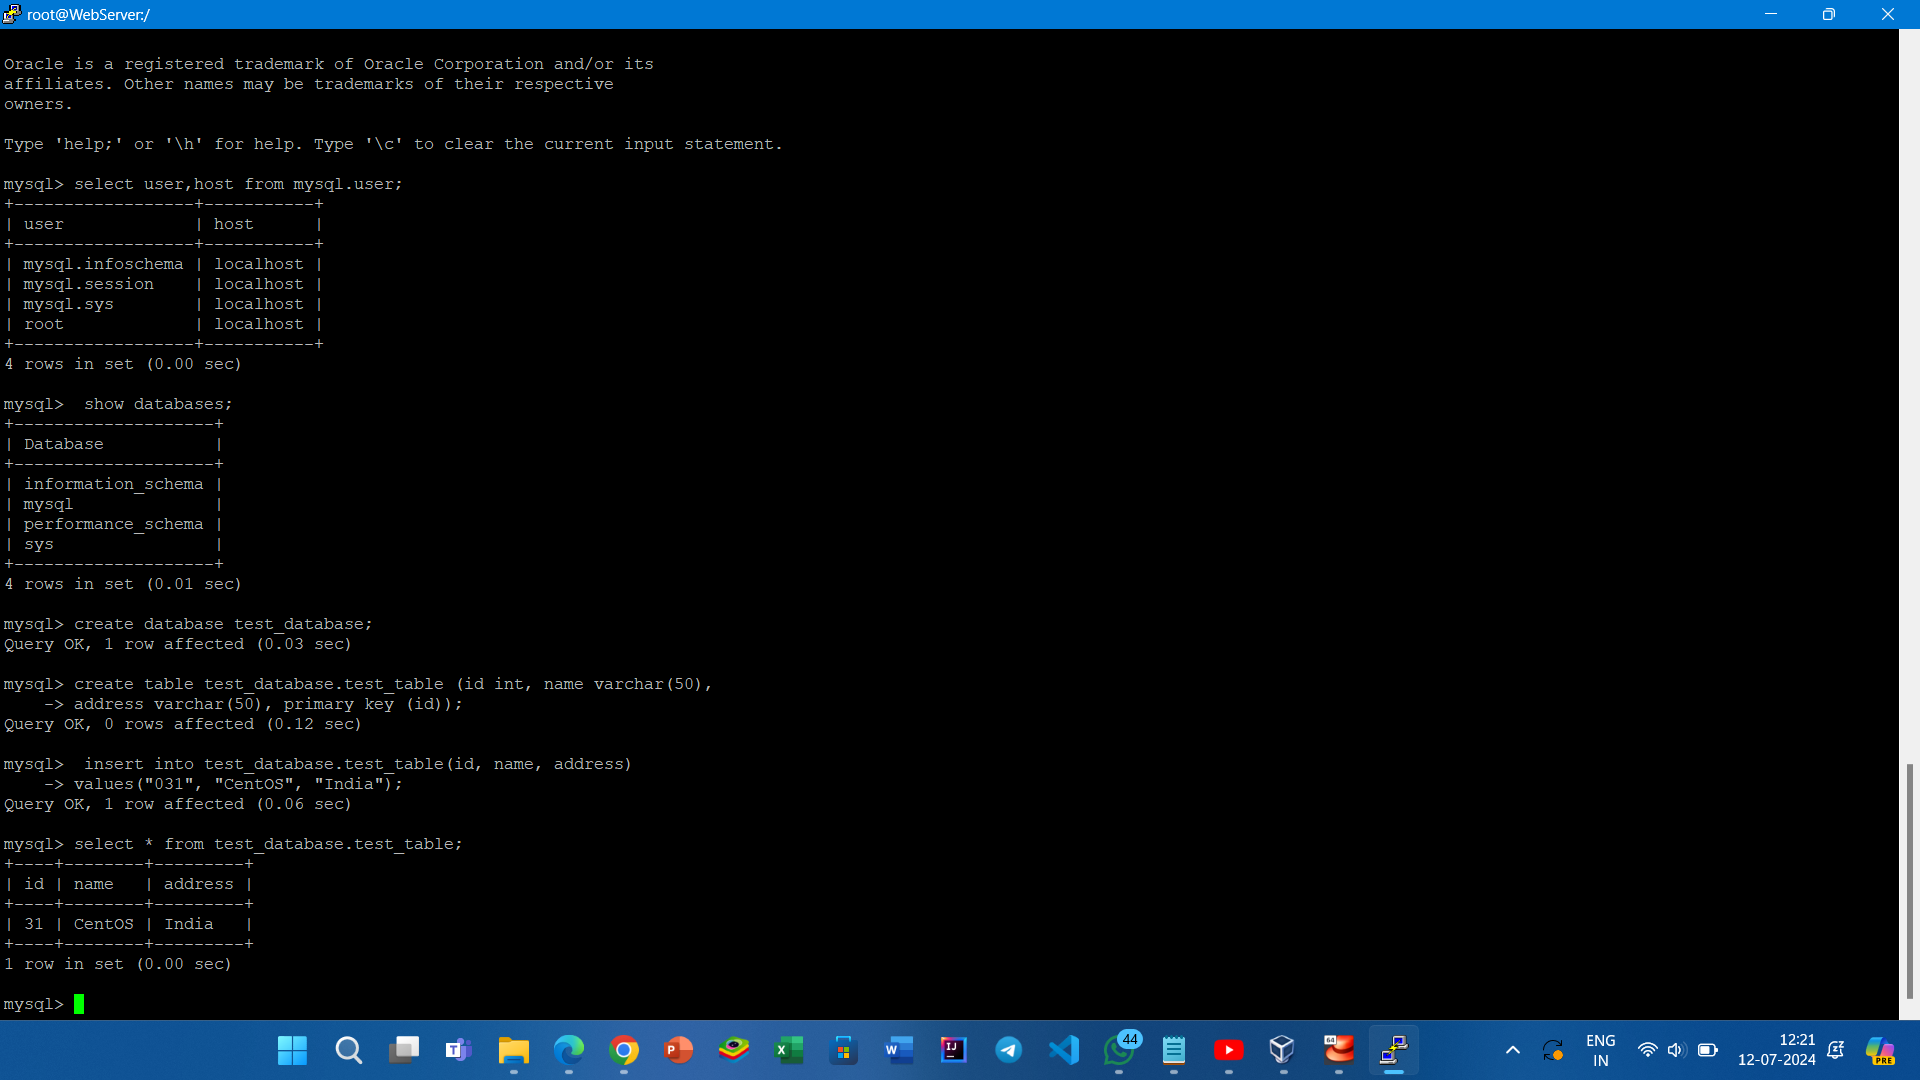 root@WebServer:/
Oracle is a registered trademark of Oracle Corporation and/or its
affiliates. Other names may be trademarks of their respective
owners.
Type 'help;' or '\h' for help. Type '\c' to clear the current input statement.
mysql> select user,host from mysql.user;
+------------------+-----------+
| user             | host      |
+------------------+-----------+
| mysql.infoschema | localhost |
| mysql.session    | localhost |
| mysql.sys        | localhost |
| root             | localhost |
+------------------+-----------+
4 rows in set (0.00 sec)
mysql>  show databases;
+--------------------+
| Database           |
+--------------------+
| information_schema |
| mysql              |
| performance_schema |
| sys                |
+--------------------+
4 rows in set (0.01 sec)
mysql> create database test_database;
Query OK, 1 row affected (0.03 sec)
mysql> create table test_database.test_table (id int, name varchar(50),
    -> address varchar(50), primary key (id));
Query OK, 0 rows affected (0.12 sec)
mysql>  insert into test_database.test_table(id, name, address)
    -> values("031", "CentOS", "India");
Query OK, 1 row affected (0.06 sec)
mysql> select * from test_database.test_table;
+----+--------+---------+
| id | name   | address |
+----+--------+---------+
| 31 | CentOS | India   |
+----+--------+---------+
1 row in set (0.00 sec)
mysql>
44
ENG
IN
12:21
12-07-2024
PRE